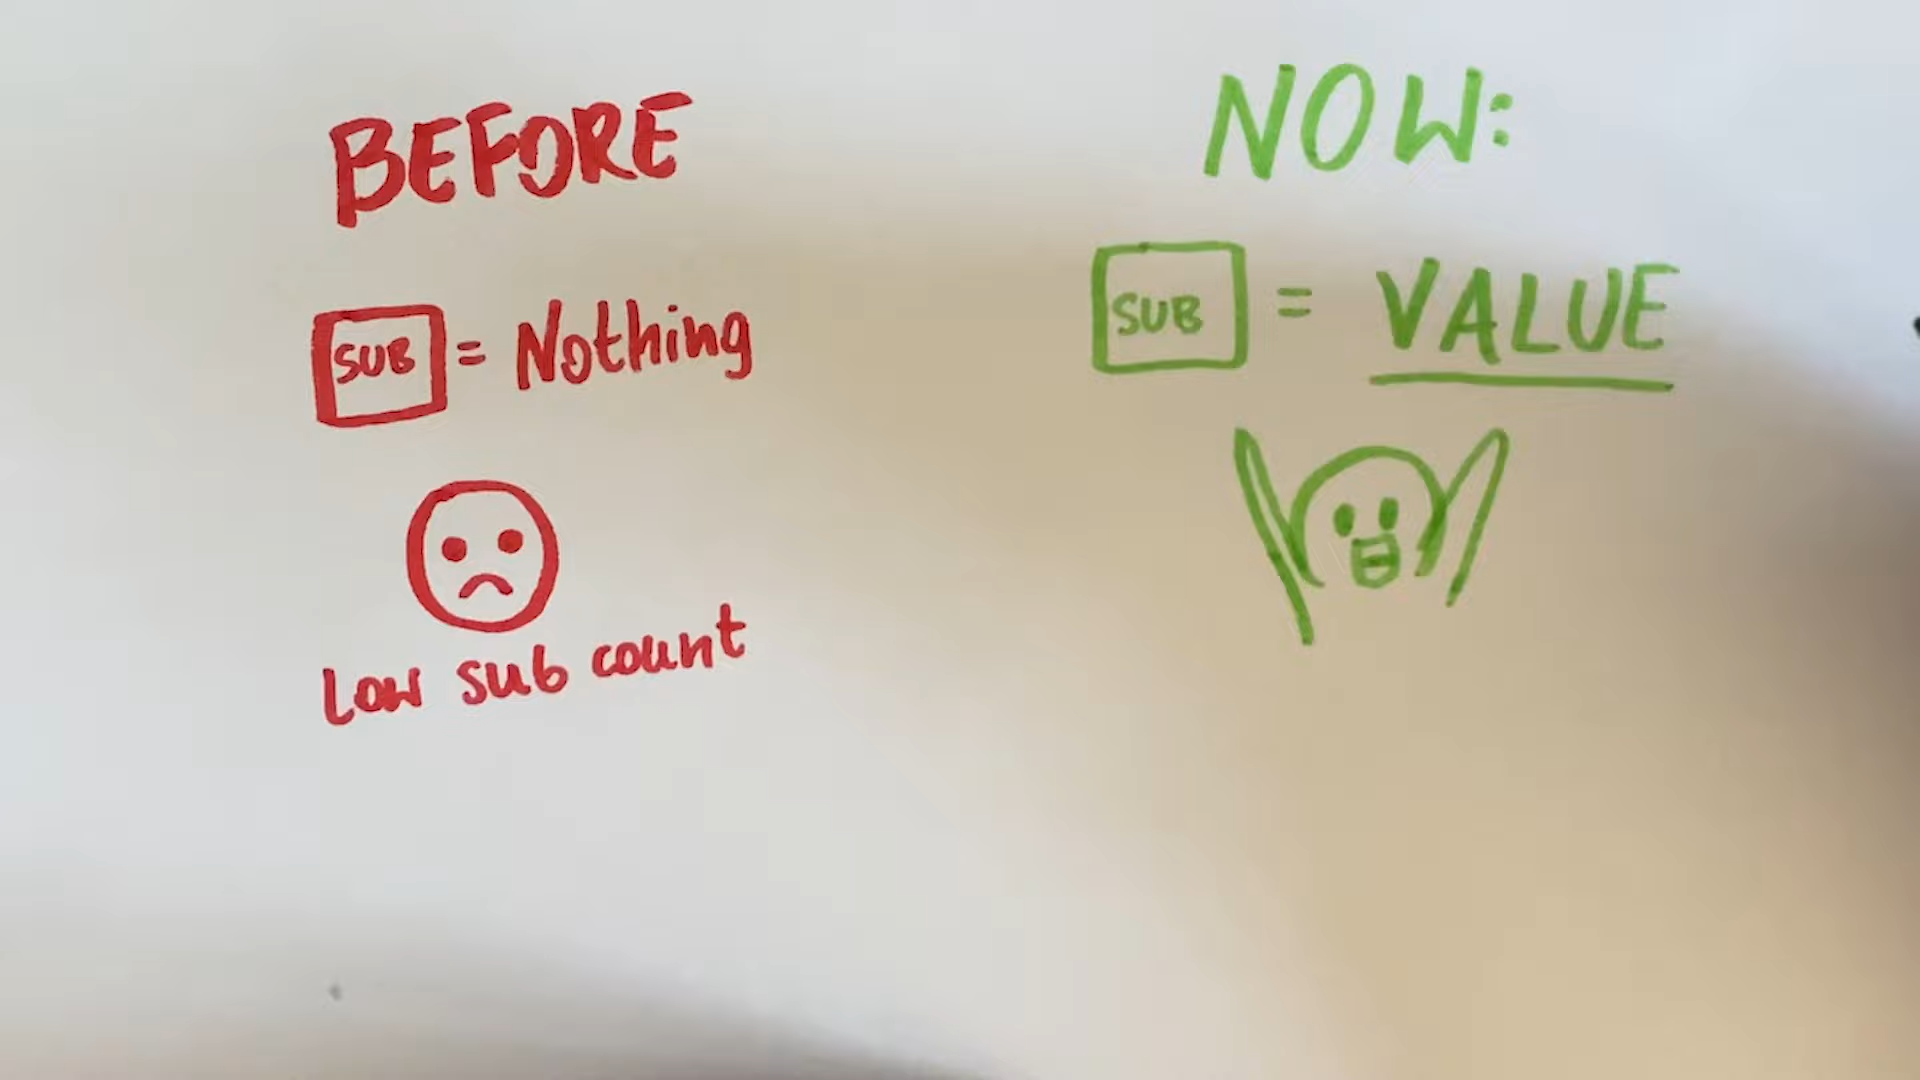 BEFORE
SUB = Nothing
Low sub count
NOW:
SUB = VALUE